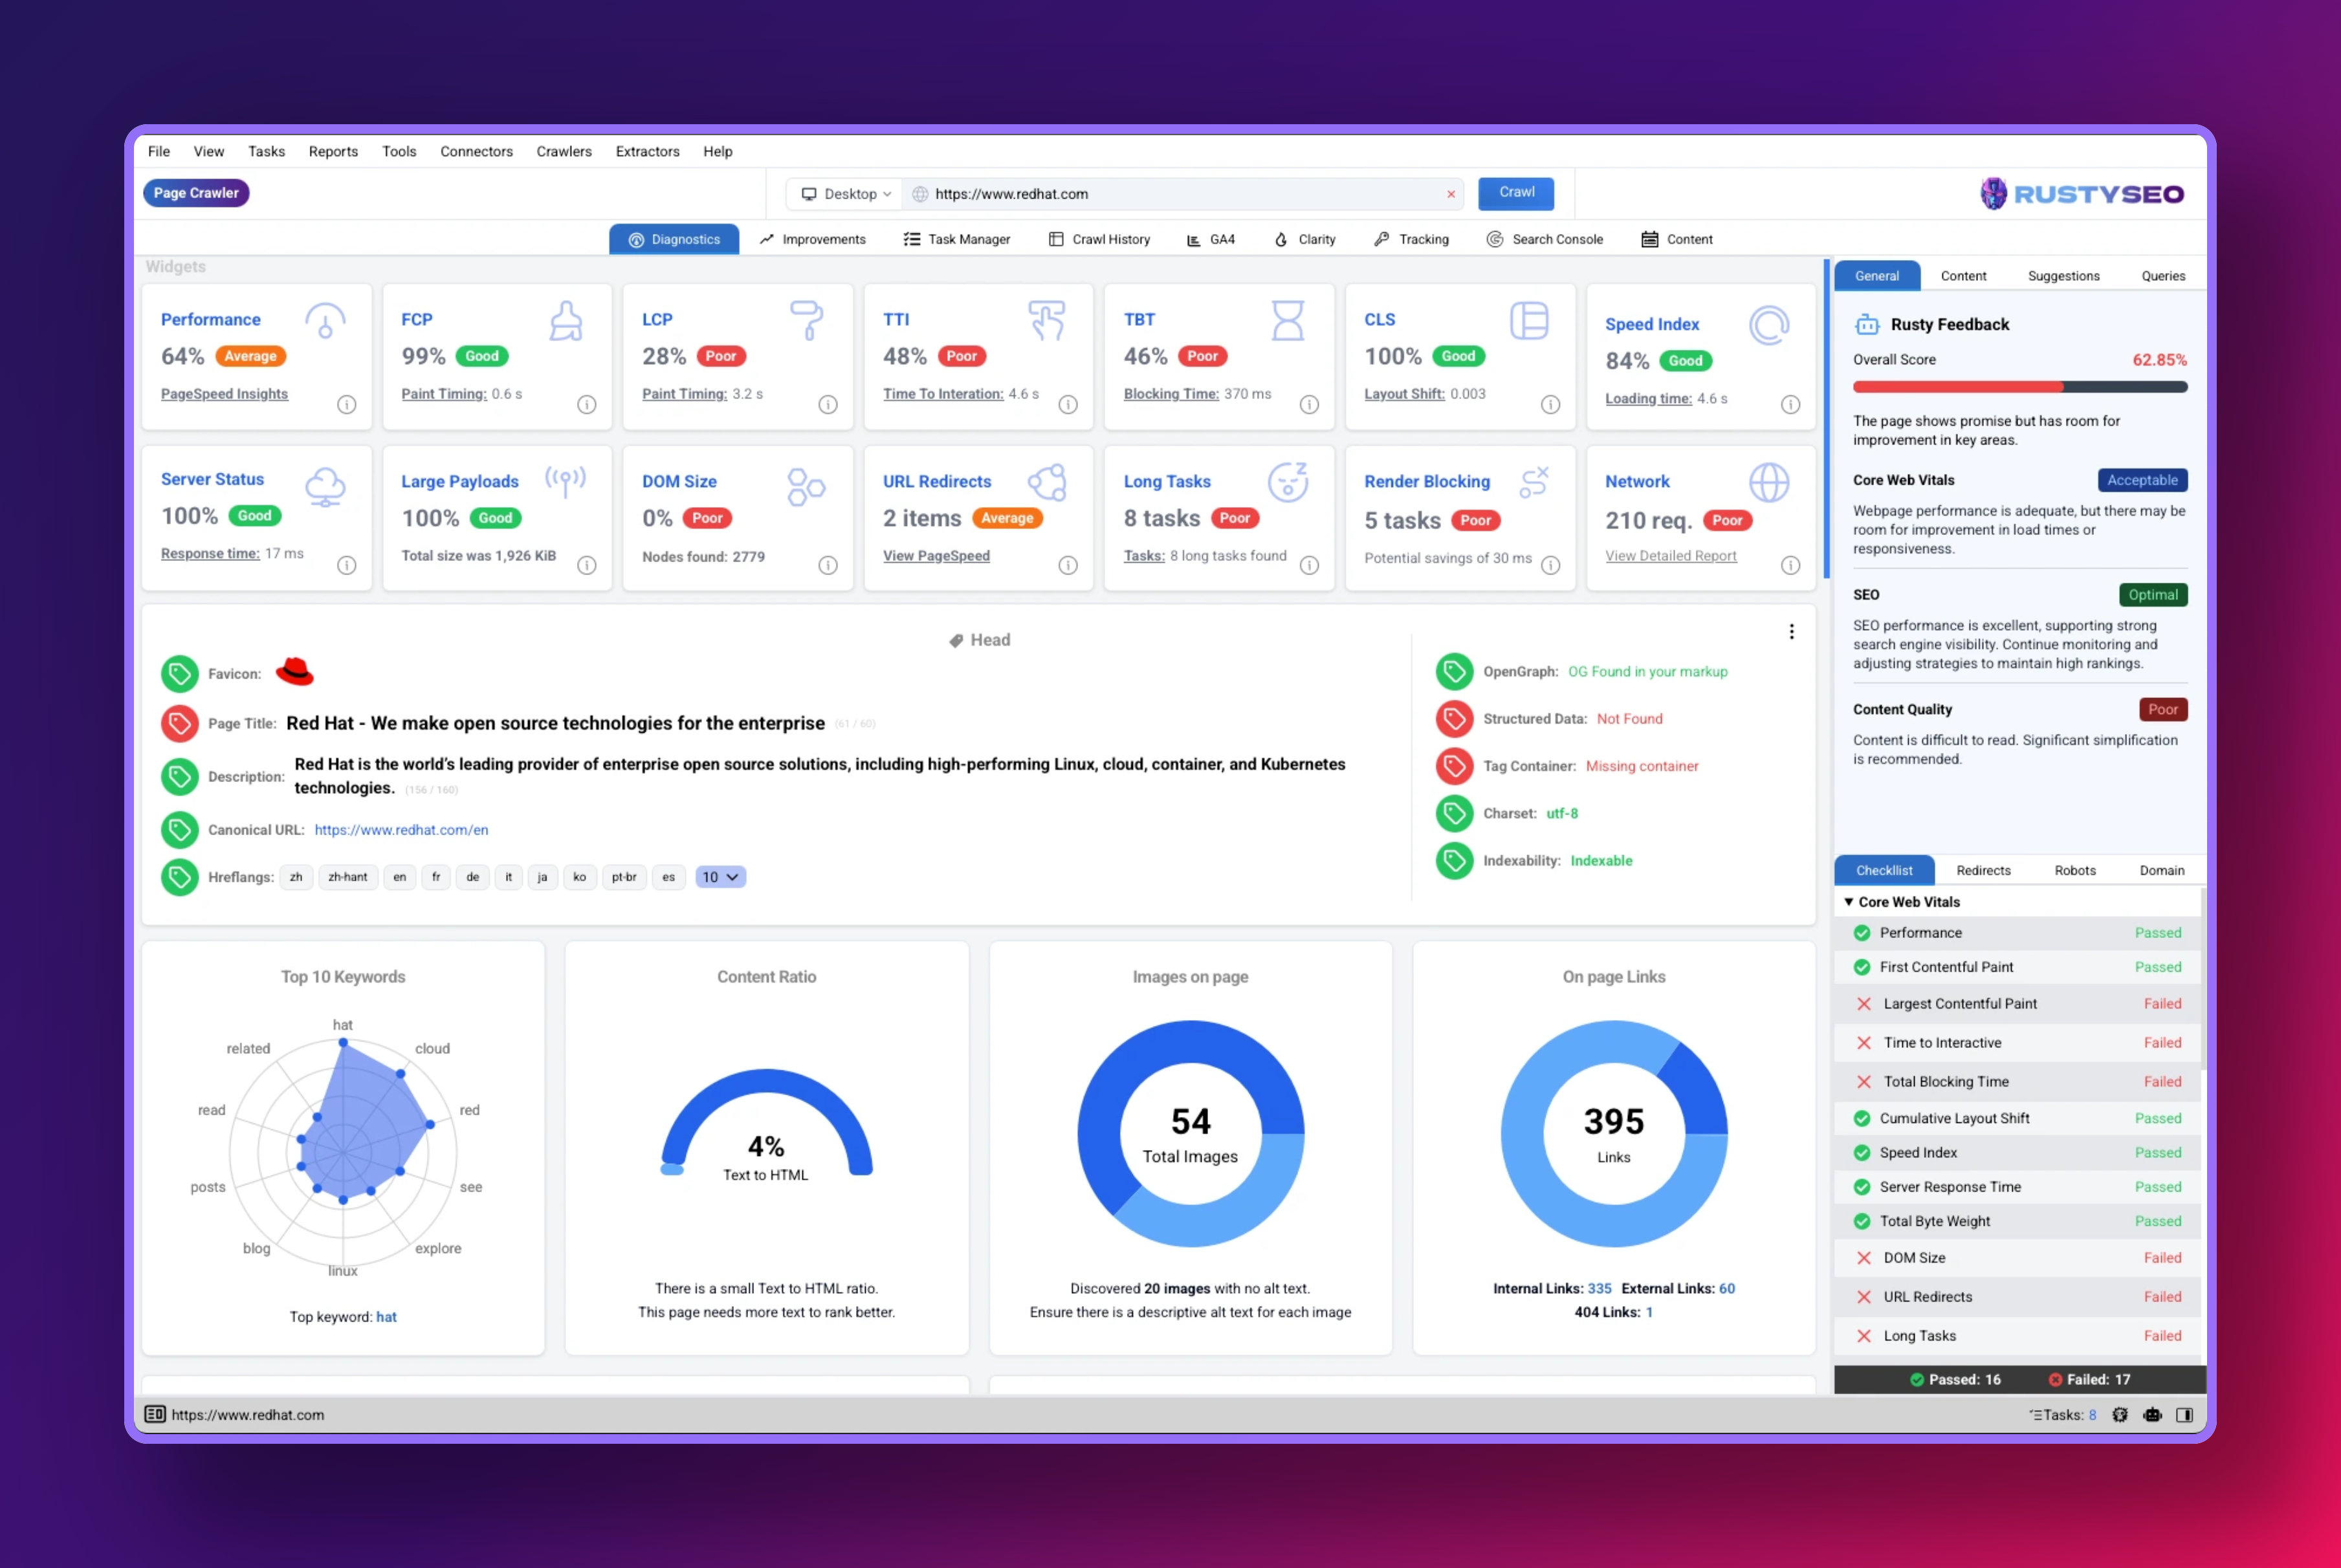 File View Tasks Reports Tools Connectors Crawlers Extractors Help
Page Crawler
Desktop https://www.redhat.com × Crawl
RUSTYSEO
Diagnostics Improvements Task Manager Crawl History GA4 Clarity Tracking Search Console Content
Widgets
Performance
64% Average
PageSpeed Insights
FCP
99% Good
Paint Timing: 0.6 s
LCP
28% Poor
Paint Timing: 3.2 s
TTI
48% Poor
Time To Interation: 4.6 s
TBT
46% Poor
Blocking Time: 370 ms
CLS
100% Good
Layout Shift: 0.003
Speed Index
84% Good
Loading time: 4.6 s
Server Status
100% Good
Response time: 17 ms
Large Payloads
100% Good
Total size was 1,926 KiB
DOM Size
0% Poor
Nodes found: 2779
URL Redirects
2 items Average
View PageSpeed
Long Tasks
8 tasks Poor
Tasks: 8 long tasks found
Render Blocking
5 tasks Poor
Potential savings of 30 ms
Network
210 req. Poor
View Detailed Report
Head
Favicon:
Page Title: Red Hat - We make open source technologies for the enterprise (61 / 60)
Description: Red Hat is the world's leading provider of enterprise open source solutions, including high-performing Linux, cloud, container, and Kubernetes
technologies. (156 / 160)
Canonical URL: https://www.redhat.com/en
Hreflangs: zh zh-hant en fr de it ja ko pt-br es 10
OpenGraph: OG Found in your markup
Structured Data: Not Found
Tag Container: Missing container
Charset: utf-8
Indexability: Indexable
Top 10 Keywords
hat
cloud
red
see
explore
linux
blog
posts
read
related
Top keyword: hat
Content Ratio
4%
Text to HTML
There is a small Text to HTML ratio.
This page needs more text to rank better.
Images on page
54
Total Images
Discovered 20 images with no alt text.
Ensure there is a descriptive alt text for each image
On page Links
395
Links
Internal Links: 335 External Links: 60
404 Links: 1
General Content Suggestions Queries
Rusty Feedback
Overall Score 62.85%
The page shows promise but has room for
improvement in key areas.
Core Web Vitals Acceptable
Webpage performance is adequate, but there may be
room for improvement in load times or
responsiveness.
SEO Optimal
SEO performance is excellent, supporting strong
search engine visibility. Continue monitoring and
adjusting strategies to maintain high rankings.
Content Quality Poor
Content is difficult to read. Significant simplification
is recommended.
Checkllist Redirects Robots Domain
Core Web Vitals
Performance Passed
First Contentful Paint Passed
Largest Contentful Paint Failed
Time to Interactive Failed
Total Blocking Time Failed
Cumulative Layout Shift Passed
Speed Index Passed
Server Response Time Passed
Total Byte Weight Passed
DOM Size Failed
URL Redirects Failed
Long Tasks Failed
Passed: 16 Failed: 17
https://www.redhat.com
Tasks: 8